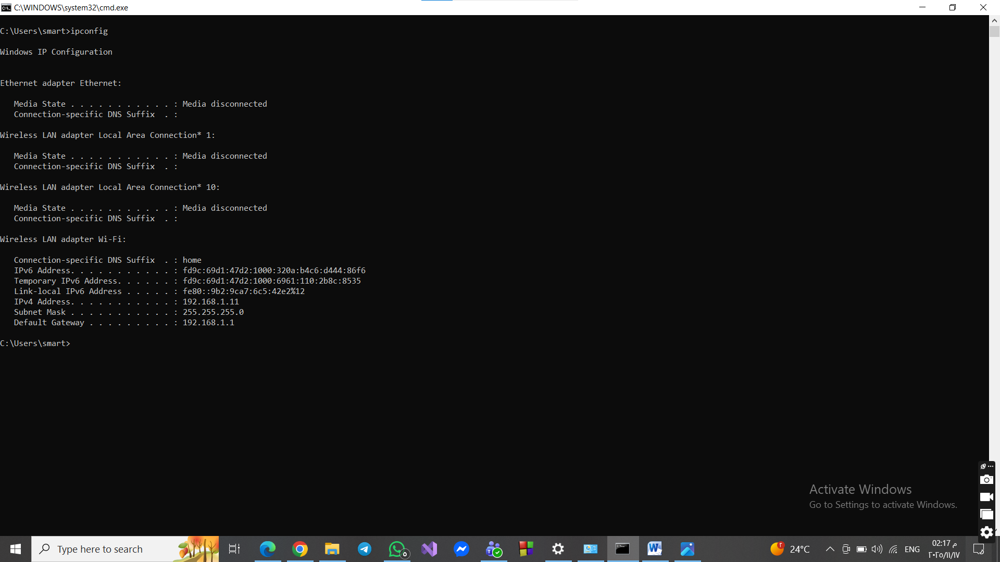 C:\WINDOWS\system32\cmd.exe
C:\Users\smart>ipconfig
Windows IP Configuration
Ethernet adapter Ethernet:
Media State . . . . . . . . . . . : Media disconnected
Connection-specific DNS Suffix  . :
Wireless LAN adapter Local Area Connection* 1:
Media State . . . . . . . . . . . : Media disconnected
Connection-specific DNS Suffix  . :
Wireless LAN adapter Local Area Connection* 10:
Media State . . . . . . . . . . . : Media disconnected
Connection-specific DNS Suffix  . :
Wireless LAN adapter Wi-Fi:
Connection-specific DNS Suffix  . : home
IPv6 Address. . . . . . . . . . . : fd9c:69d1:47d2:1000:320a:b4c6:d444:86f6
Temporary IPv6 Address. . . . . . : fd9c:69d1:47d2:1000:6961:110:2b8c:8535
Link-local IPv6 Address . . . . . : fe80::9b2:9ca7:6c5:42e2%12
IPv4 Address. . . . . . . . . . . : 192.168.1.11
Subnet Mask . . . . . . . . . . . : 255.255.255.0
Default Gateway . . . . . . . . . : 192.168.1.1
C:\Users\smart>
Activate Windows
Go to Settings to activate Windows.
Type here to search
24°C
ENG
02:17 م
٢٠٢٥/١١/١٧